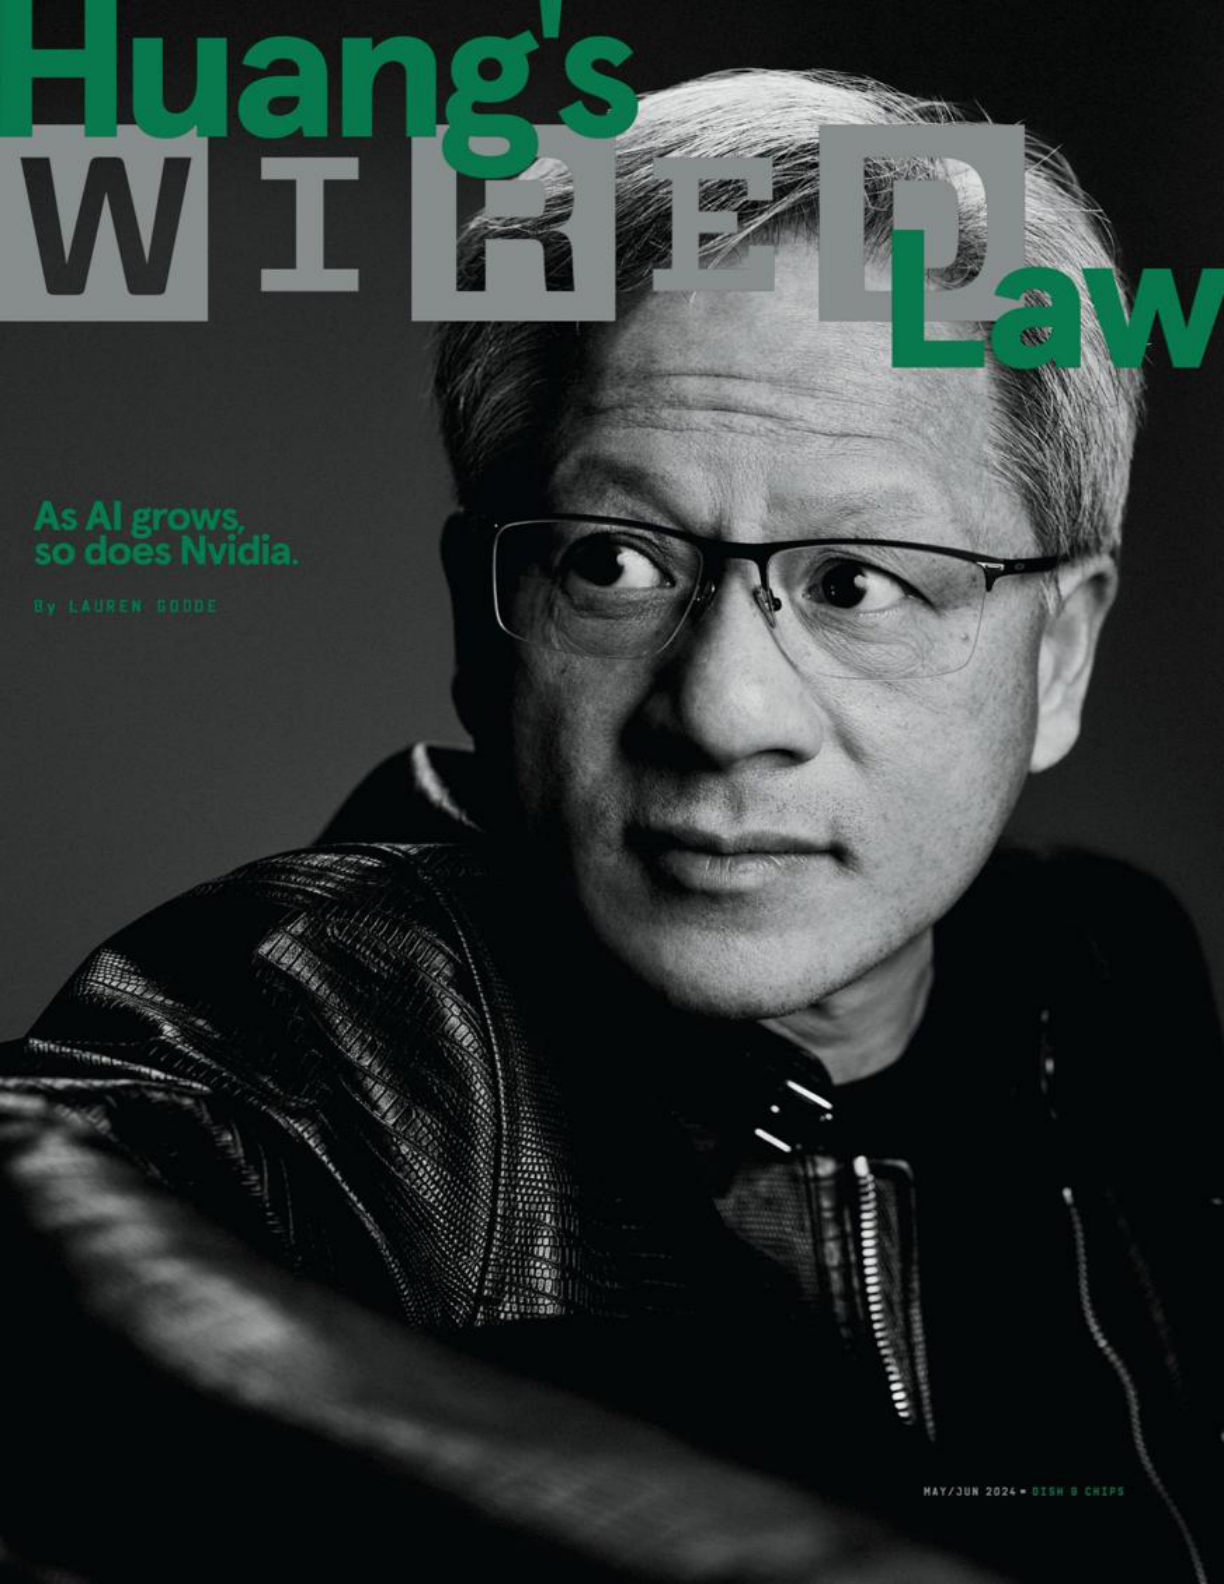 Huang's
WIRED
Law
As AI grows,
so does Nvidia.
By LAUREN GOODE
MAY/JUN 2024 DISH & CHIPS